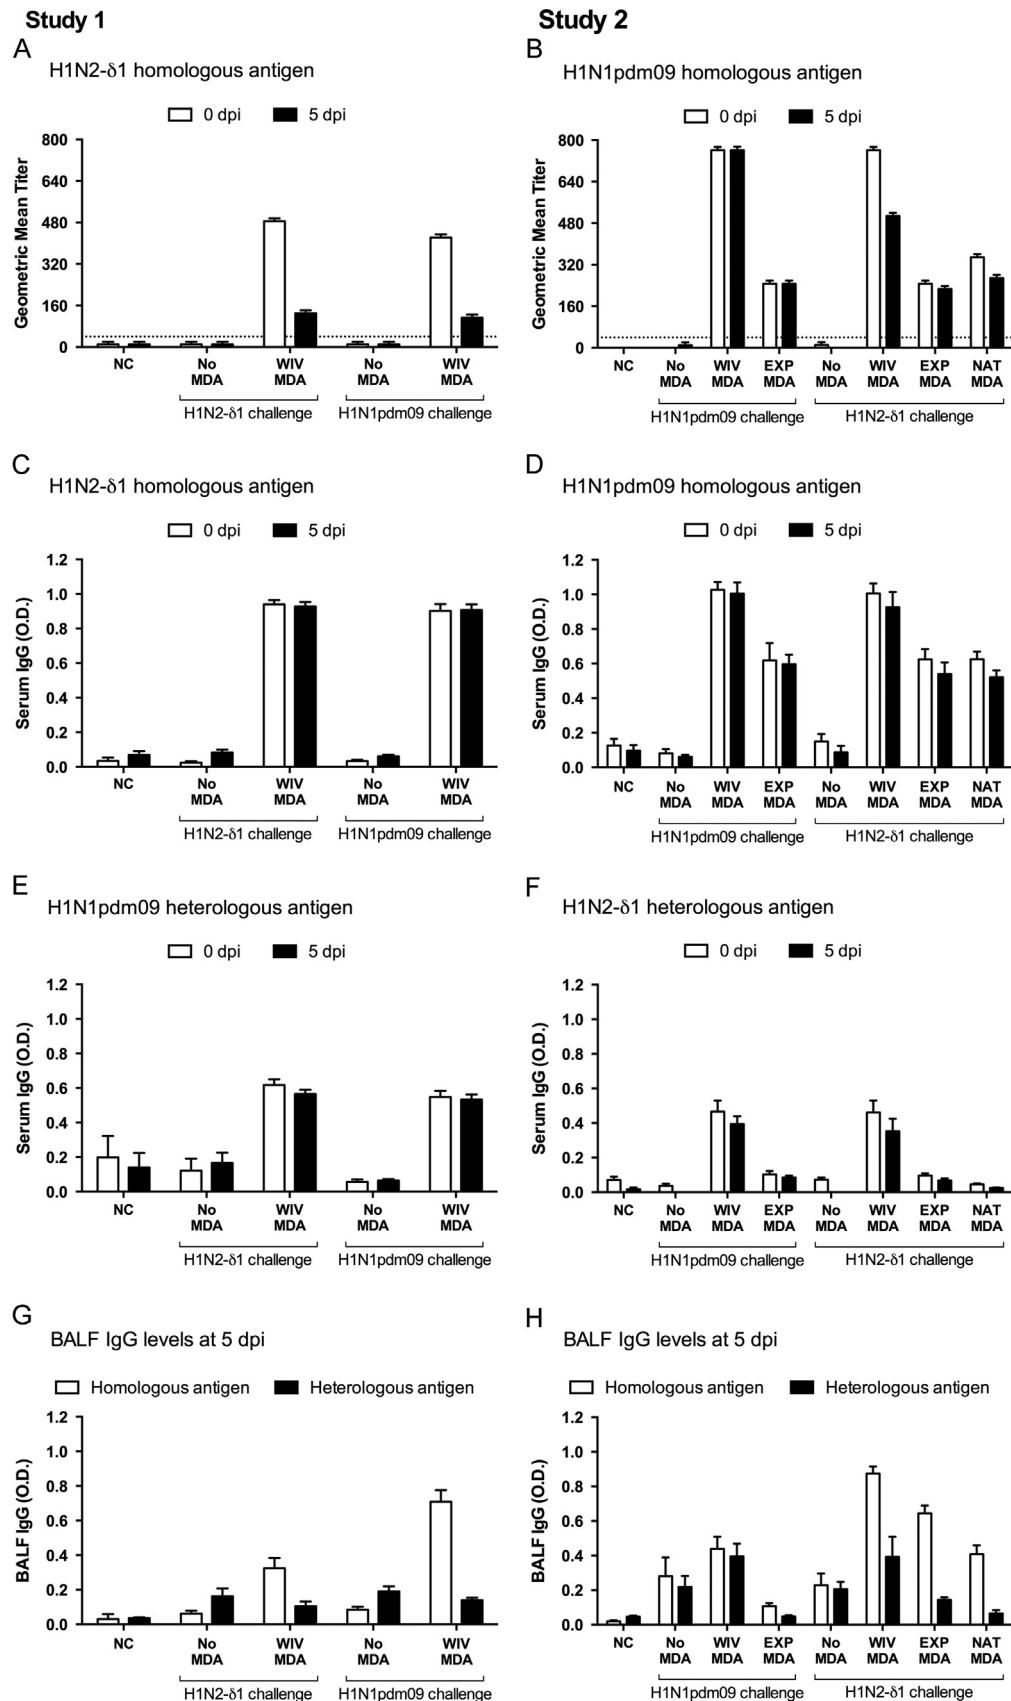 Study 1
Study 2
A
H1N2-δ1 homologous antigen
0 dpi
5 dpi
Geometric Mean Titer
800
640
480
320
160
0
NC
No MDA
WIV MDA
No MDA
WIV MDA
H1N2-δ1 challenge
H1N1pdm09 challenge
B
H1N1pdm09 homologous antigen
0 dpi
5 dpi
Geometric Mean Titer
800
640
480
320
160
0
NC
No MDA
WIV MDA
EXP MDA
No MDA
WIV MDA
EXP MDA
NAT MDA
H1N1pdm09 challenge
H1N2-δ1 challenge
C
H1N2-δ1 homologous antigen
0 dpi
5 dpi
Serum IgG (O.D.)
1.2
1.0
0.8
0.6
0.4
0.2
0.0
NC
No MDA
WIV MDA
No MDA
WIV MDA
H1N2-δ1 challenge
H1N1pdm09 challenge
D
H1N1pdm09 homologous antigen
0 dpi
5 dpi
Serum IgG (O.D.)
1.2
1.0
0.8
0.6
0.4
0.2
0.0
NC
No MDA
WIV MDA
EXP MDA
No MDA
WIV MDA
EXP MDA
NAT MDA
H1N1pdm09 challenge
H1N2-δ1 challenge
E
H1N1pdm09 heterologous antigen
0 dpi
5 dpi
Serum IgG (O.D.)
1.2
1.0
0.8
0.6
0.4
0.2
0.0
NC
No MDA
WIV MDA
No MDA
WIV MDA
H1N2-δ1 challenge
H1N1pdm09 challenge
F
H1N2-δ1 heterologous antigen
0 dpi
5 dpi
Serum IgG (O.D.)
1.2
1.0
0.8
0.6
0.4
0.2
0.0
NC
No MDA
WIV MDA
EXP MDA
No MDA
WIV MDA
EXP MDA
NAT MDA
H1N1pdm09 challenge
H1N2-δ1 challenge
G
BALF IgG levels at 5 dpi
Homologous antigen
Heterologous antigen
BALF IgG (O.D.)
1.2
1.0
0.8
0.6
0.4
0.2
0.0
NC
No MDA
WIV MDA
No MDA
WIV MDA
H1N2-δ1 challenge
H1N1pdm09 challenge
H
BALF IgG levels at 5 dpi
Homologous antigen
Heterologous antigen
BALF IgG (O.D.)
1.2
1.0
0.8
0.6
0.4
0.2
0.0
NC
No MDA
WIV MDA
EXP MDA
No MDA
WIV MDA
EXP MDA
NAT MDA
H1N1pdm09 challenge
H1N2-δ1 challenge